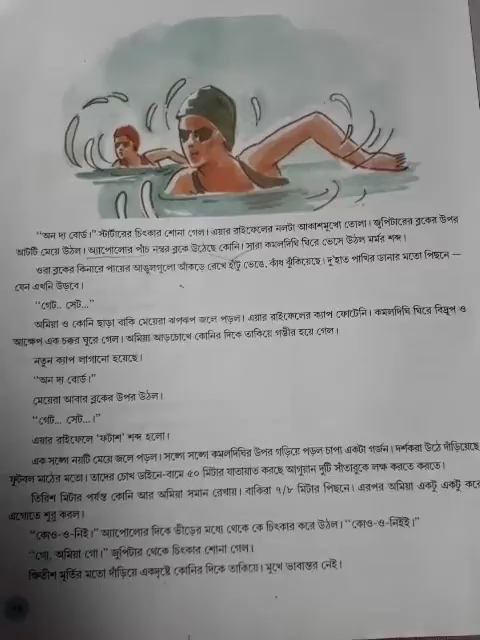 "অন দ্য বোর্ড।" স্টার্টারের চিৎকার শোনা গেল। এয়ার রাইফেলের নলটা আকাশমুখো তোলা। জুপিটারের ব্লকের উপর
আটটি মেয়ে উঠল। অ্যাপোলোর পাঁচ নম্বর ব্লকে উঠেছে কোনি। সারা কমলদিঘি ঘিরে ভেসে উঠল মর্মর শব্দ।
ওরা ব্লকের কিনারে পায়ের আঙুলগুলো আঁকড়ে রেখে হাঁটু ভেঙে, কাঁধ ঝুঁকিয়েছে। দু'হাত পাখির ডানার মতো পিছনে —
যেন এখনি উড়বে।
"গেট.. সেট..."
অমিয়া ও কোনি ছাড়া বাকি মেয়েরা ঝপঝপ জলে পড়ল। এয়ার রাইফেলের ক্যাপ ফোটেনি। কমলদিঘি ঘিরে বিদ্রূপ ও
আক্ষেপ এক চক্কর ঘুরে গেল। অমিয়া আড়চোখে কোনির দিকে তাকিয়ে গম্ভীর হয়ে গেল।
নতুন ক্যাপ লাগানো হয়েছে।
"অন দ্য বোর্ড।"
মেয়েরা আবার ব্লকের উপর উঠল।
"গেট... সেট...।"
এয়ার রাইফেলে 'ফটাশ' শব্দ হলো।
এক সঙ্গে নয়টি মেয়ে জলে পড়ল। সঙ্গে সঙ্গে কমলদিঘির উপর গড়িয়ে পড়ল চাপা একটা গর্জন। দর্শকরা উঠে দাঁড়িয়েছে
ফুটবল মাঠের মতো। তাদের চোখ ডাইনে-বামে ৫০ মিটার যাতায়াত করছে আগুয়ান দুটি সাঁতারুকে লক্ষ করতে করতে।
তিরিশ মিটার পর্যন্ত কোনি আর অমিয়া সমান রেখায়। বাকিরা ৭/৮ মিটার পিছনে। এরপর অমিয়া একটু একটু করে
এগোতে শুরু করল।
"কোও-ও-নিই।" অ্যাপোলোর দিকে ভীড়ের মধ্যে থেকে কে চিৎকার করে উঠল। "কোও-ও-নিইই।"
"গো, অমিয়া গো।" জুপিটার থেকে চিৎকার শোনা গেল।
ক্ষিতীশ মূর্তির মতো দাঁড়িয়ে একদৃষ্টে কোনির দিকে তাকিয়ে। মুখে ভাবান্তর নেই।